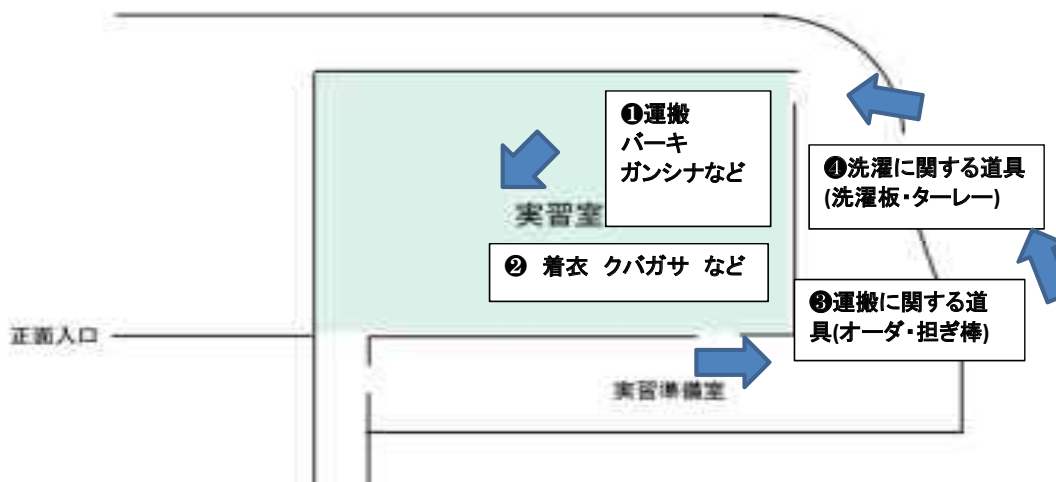 ❶運搬
バーキ
ガンシナなど
❹洗濯に関する道具
(洗濯板・ターレー)
実習室
❷ 着衣 クバガサ など
❸運搬に関する道
具(オーダ・担ぎ棒)
正面入口
実習準備室